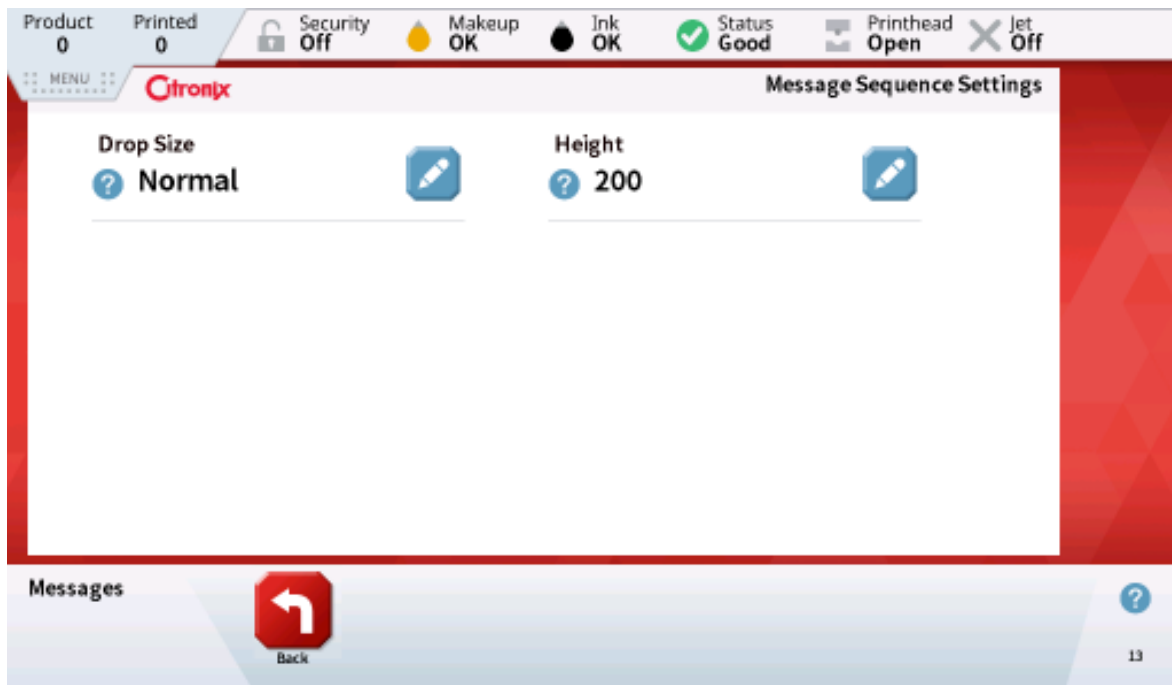 Product Printed Security Makeup Ink Status Printhead Jet
0 0 Off OK OK Good Open Off
MENU Citronix Message Sequence Settings
Drop Size Height
? Normal ? 200
Messages ?
Back 13